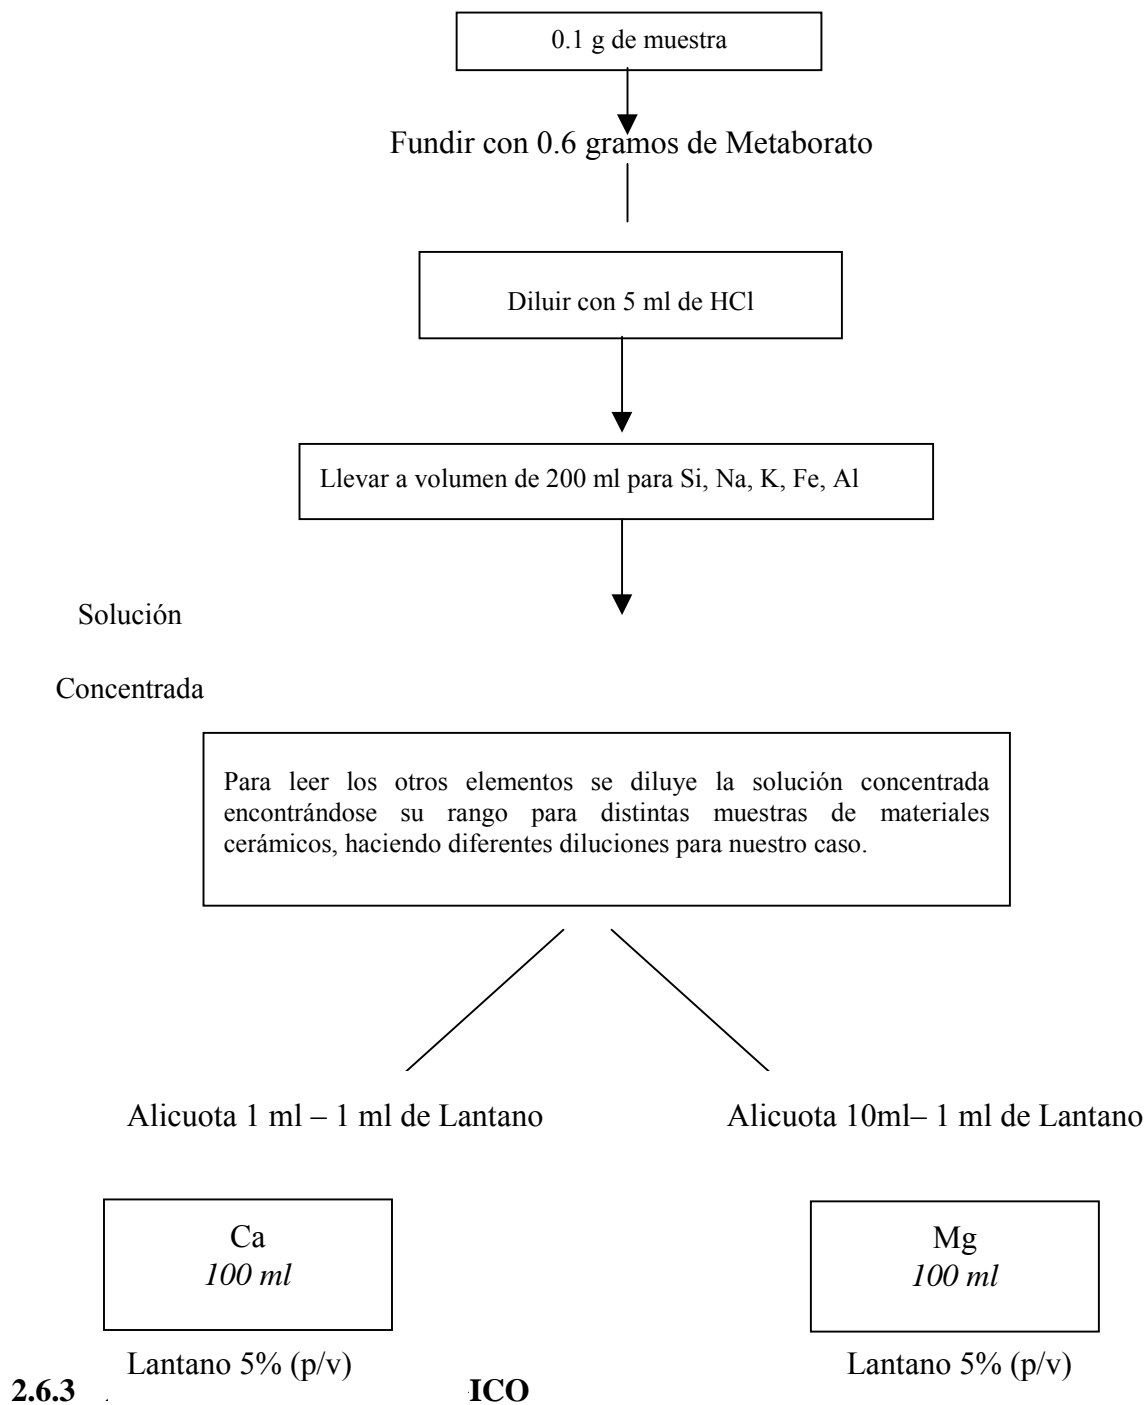 0.1 g de muestra
Fundir con 0.6 gramos de Metaborato
Diluir con 5 ml de HCl
Llevar a volumen de 200 ml para Si, Na, K, Fe, Al
Solución
Concentrada
Para leer los otros elementos se diluye la solución concentrada
encontrándose su rango para distintas muestras de materiales
cerámicos, haciendo diferentes diluciones para nuestro caso.
Alicuota 1 ml – 1 ml de Lantano
Alicuota 10ml– 1 ml de Lantano
Ca
100 ml
Mg
100 ml
Lantano 5% (p/v)
Lantano 5% (p/v)
2.6.3 ICO